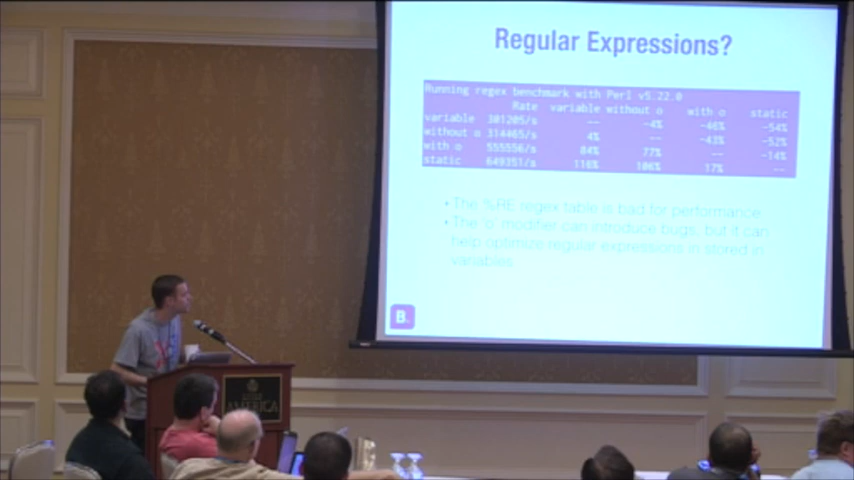 Regular Expressions?
Running regex benchmark with Perl v5.22.0
Rate variable without o with o static
variable 301205/s -- -4% -46% -54%
without o 314465/s 4% -- -43% -52%
with o 555556/s 84% 77% -- -14%
static 649351/s 116% 106% 17% --
• The %RE regex table is bad for performance
• The 'o' modifier can introduce bugs, but it can
help optimize regular expressions in stored in
variables
B.
AMERICA